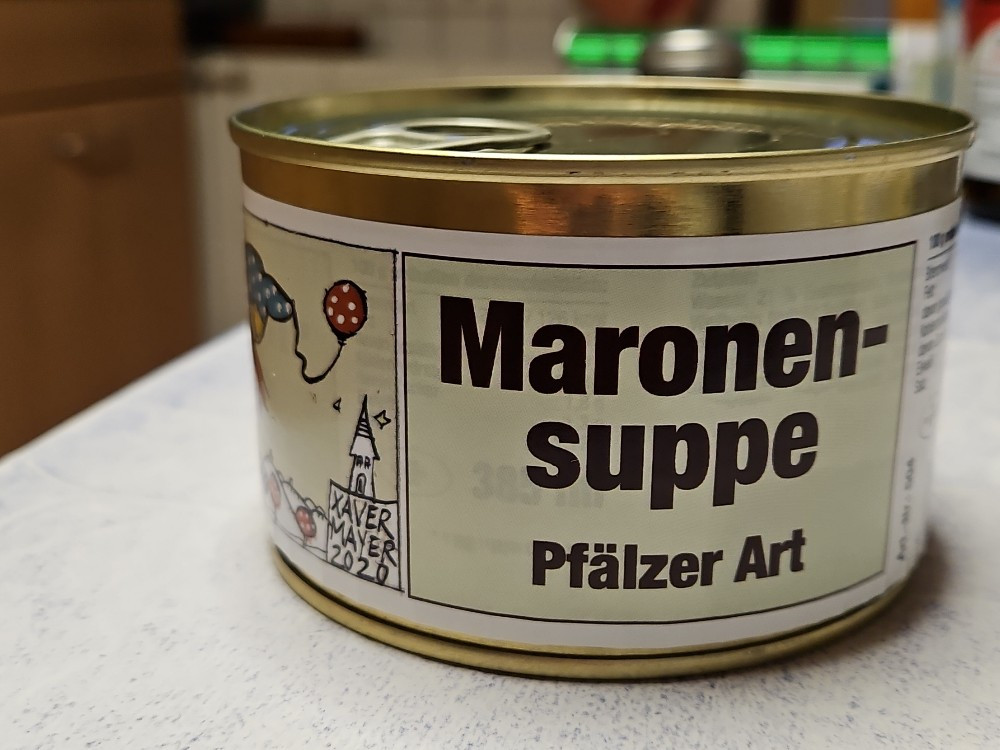 Maronen-
suppe
Pfälzer Art
XAVER
MAYER
2020